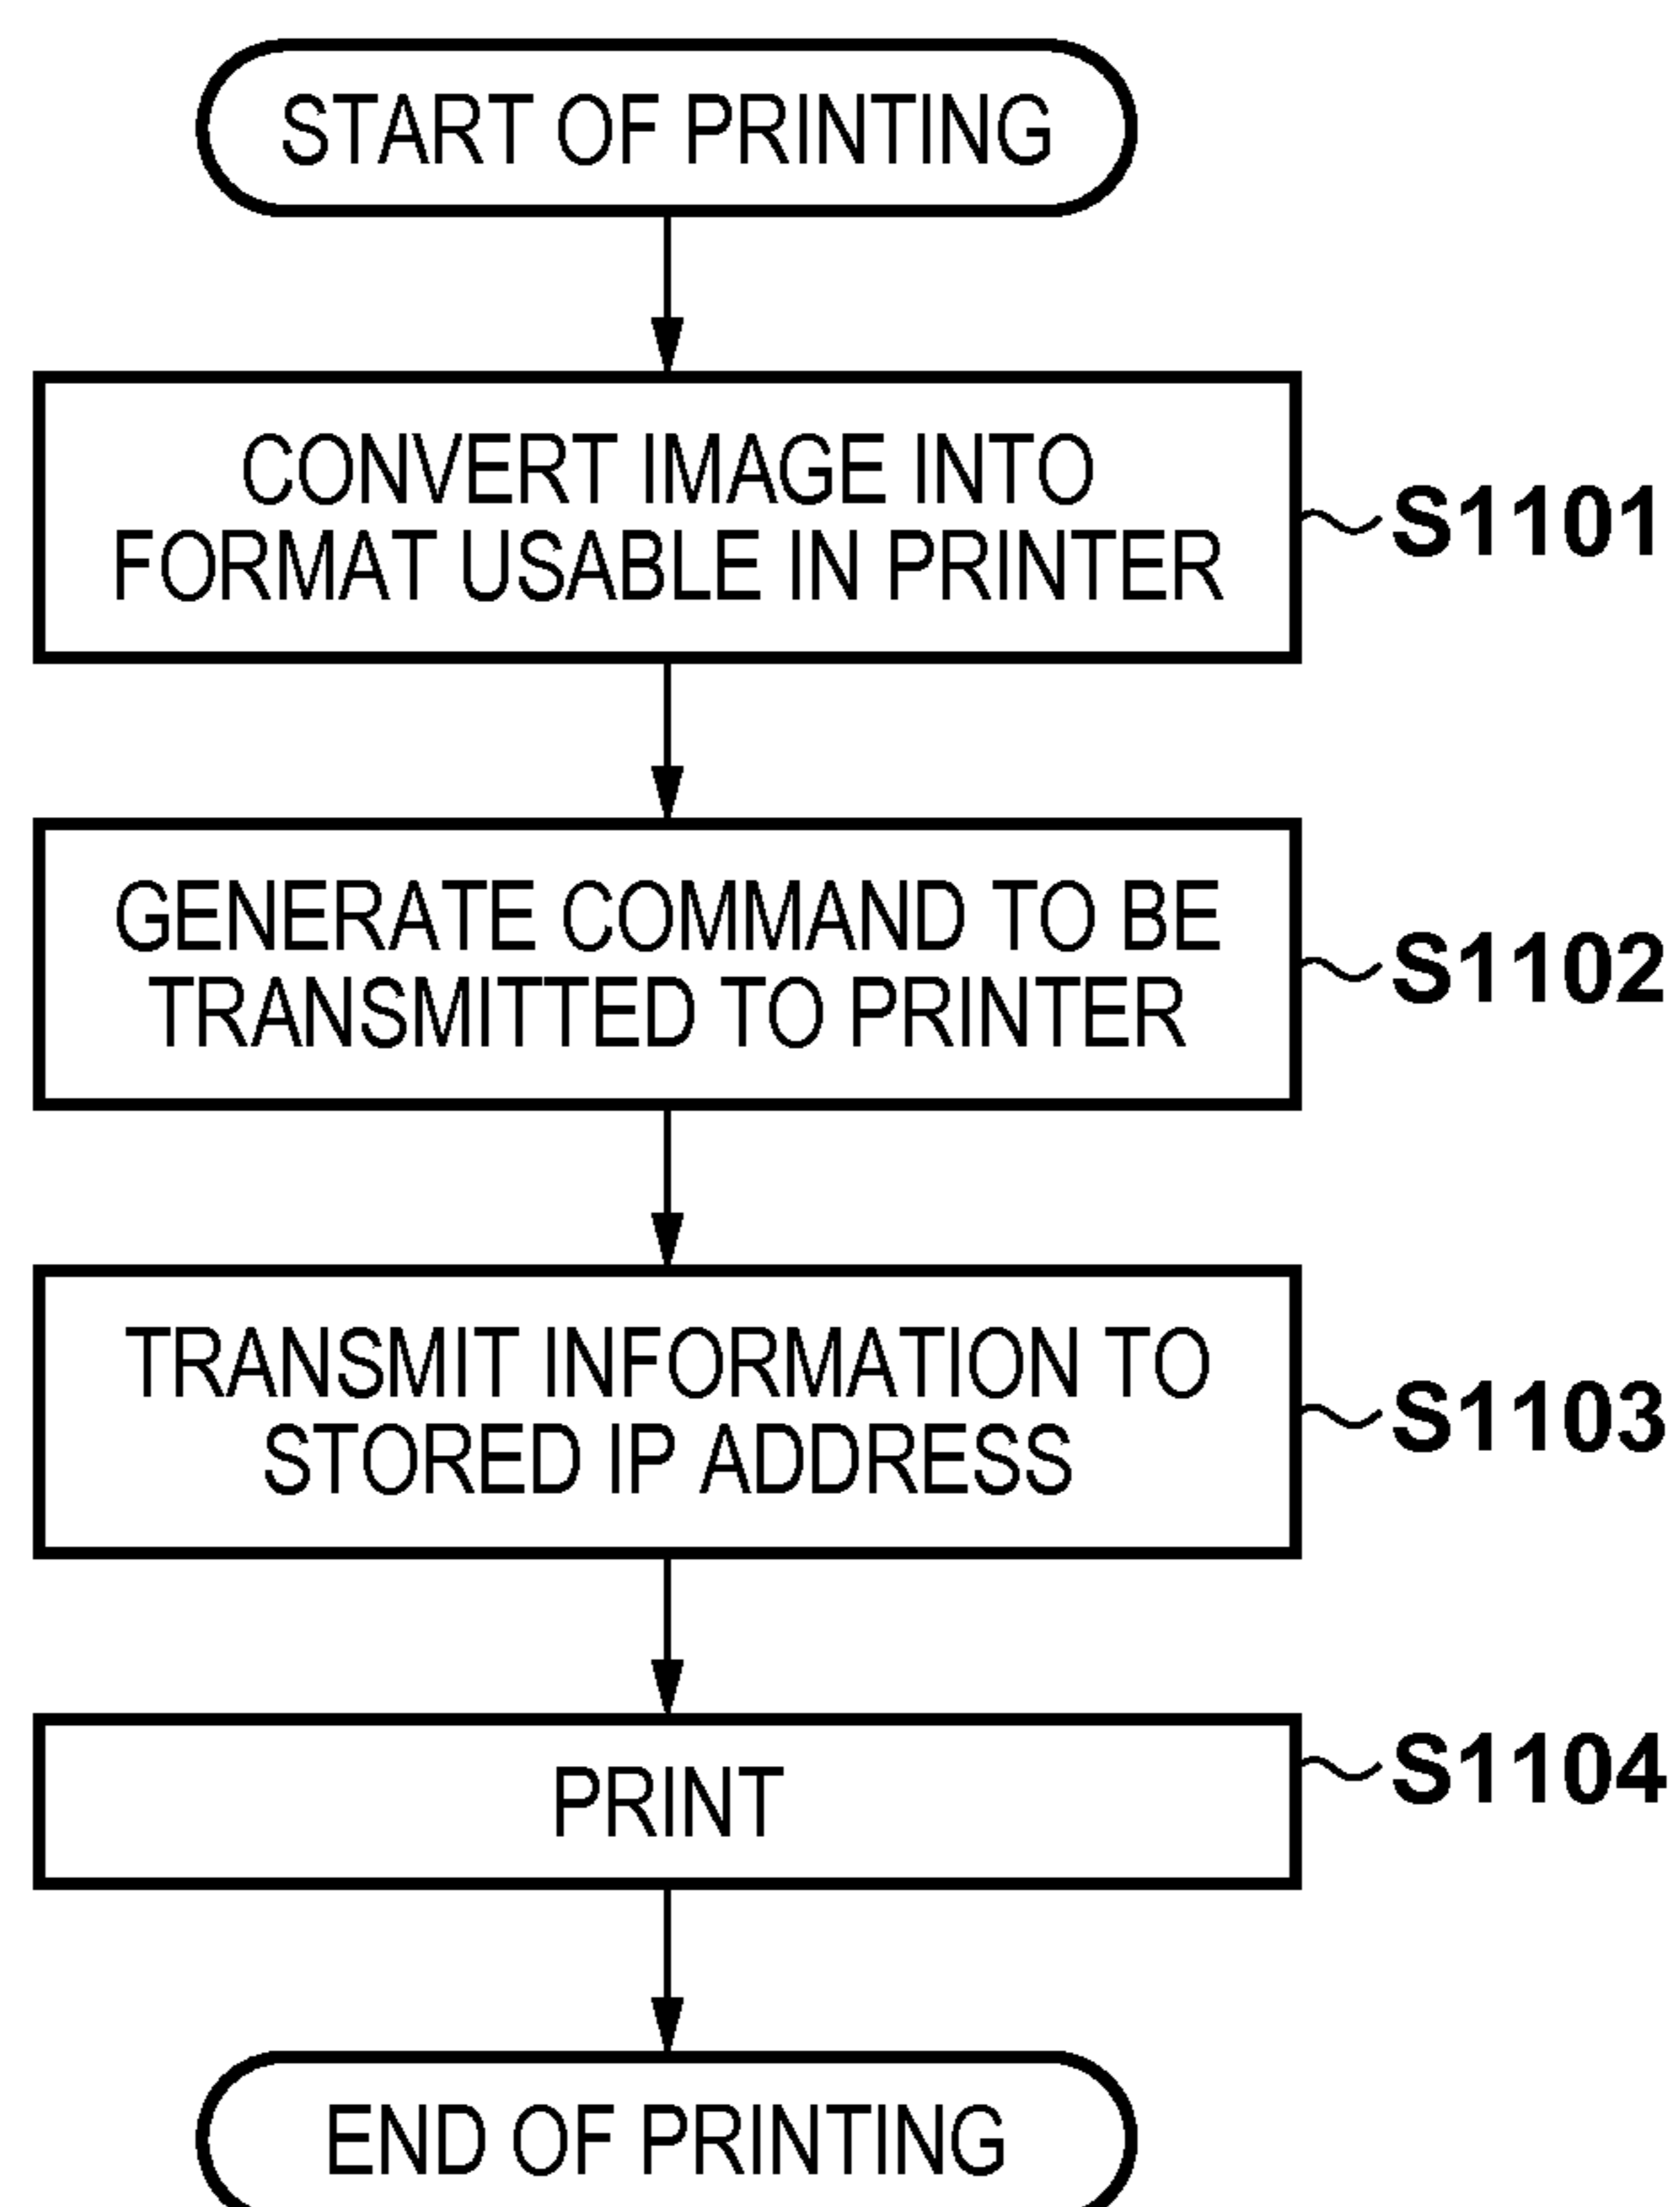 START OF PRINTING
CONVERT IMAGE INTO
FORMAT USABLE IN PRINTER
S1101
GENERATE COMMAND TO BE
TRANSMITTED TO PRINTER
S1102
TRANSMIT INFORMATION TO
STORED IP ADDRESS
S1103
PRINT
S1104
END OF PRINTING